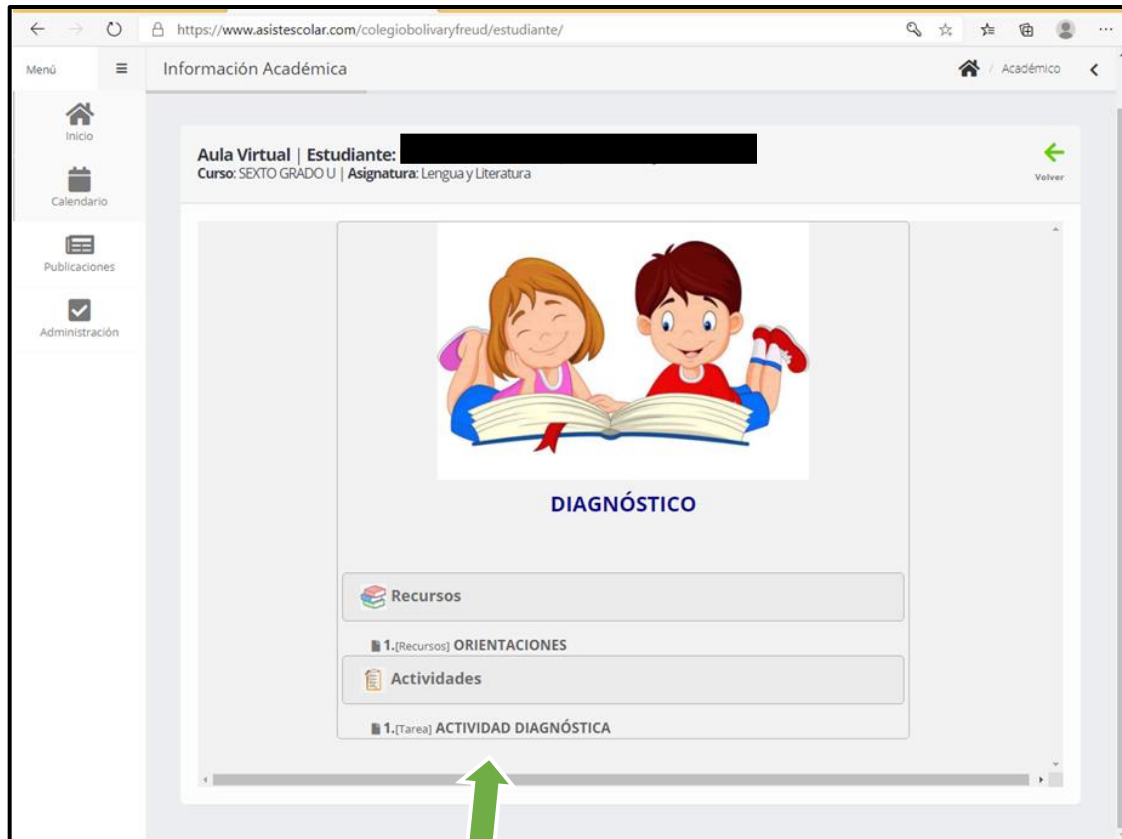 https://www.asistescolar.com/colegiobolivaryfreud/estudiante/
Menú
Información Académica
/ Académico
Inicio
Calendario
Publicaciones
Administración
Aula Virtual | Estudiante:
Curso: SEXTO GRADO U | Asignatura: Lengua y Literatura
Volver
DIAGNÓSTICO
Recursos
1.[Recursos] ORIENTACIONES
Actividades
1.[Tarea] ACTIVIDAD DIAGNÓSTICA